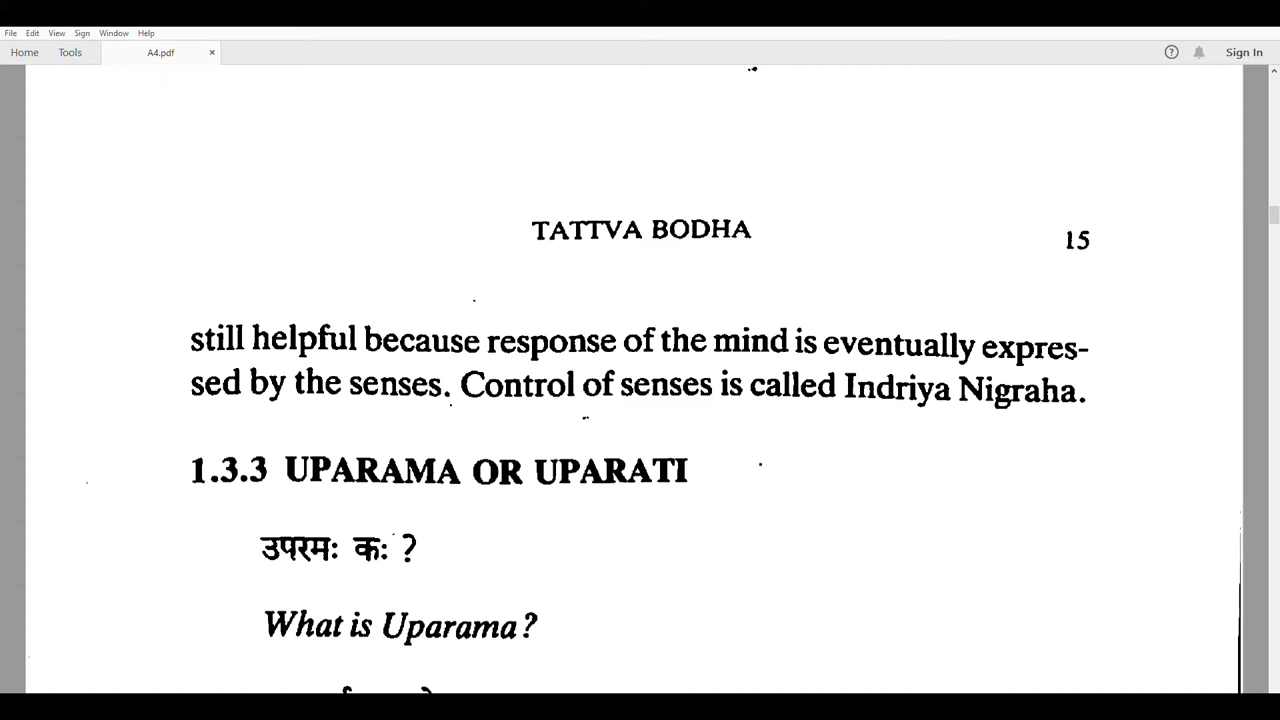 File Edit View Sign Window Help
Home Tools A4.pdf × ? Sign In
TATTVA BODHA 15
still helpful because response of the mind is eventually expres-
sed by the senses. Control of senses is called Indriya Nigraha.
1.3.3 UPARAMA OR UPARATI
उपरमः कः ?
What is Uparama?